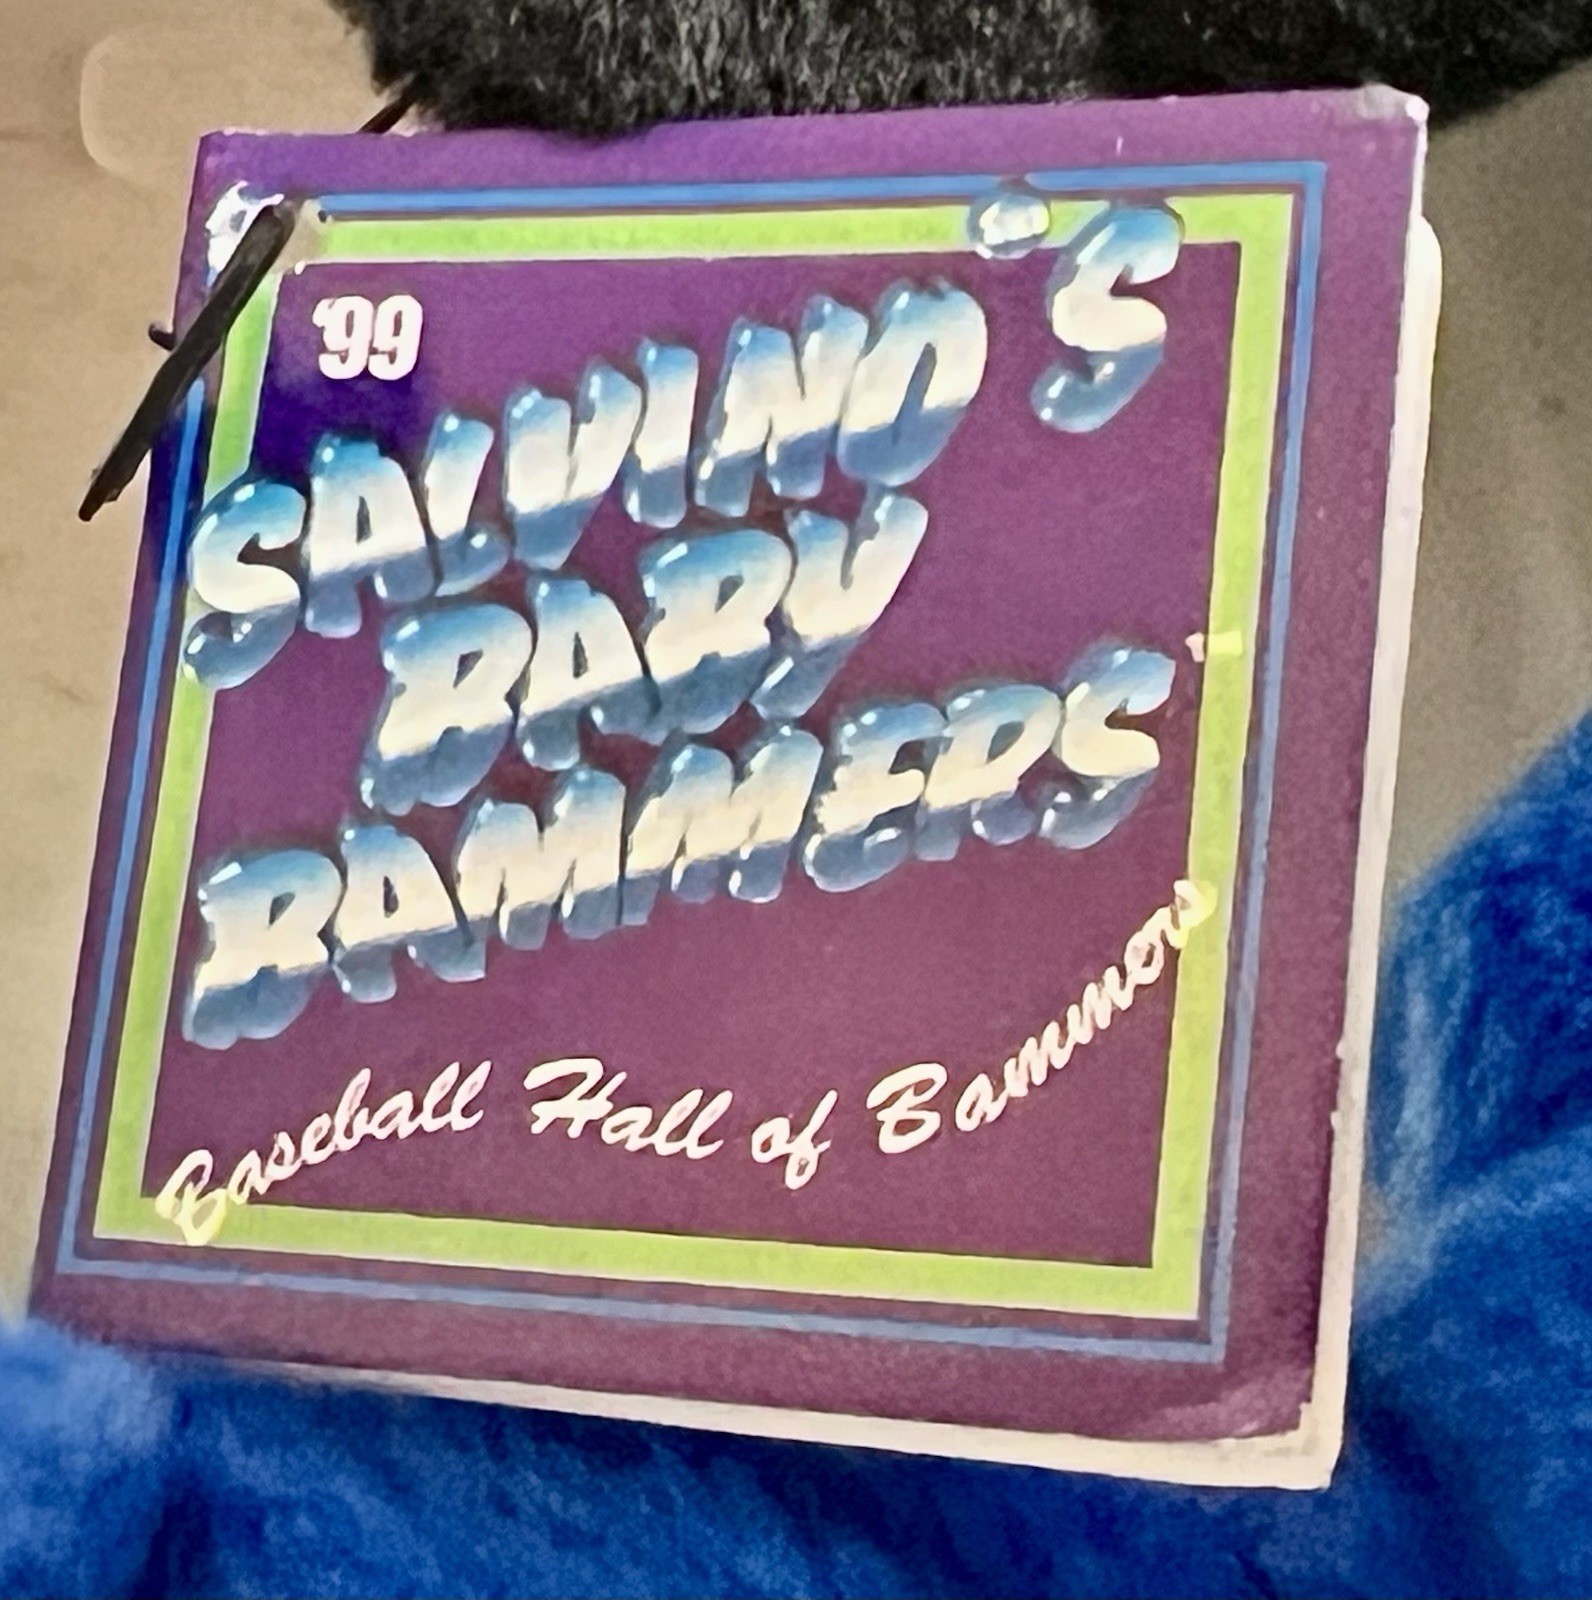 '99
SALVINO'S
BABY
BAMMERS
Baseball Hall of Bammers